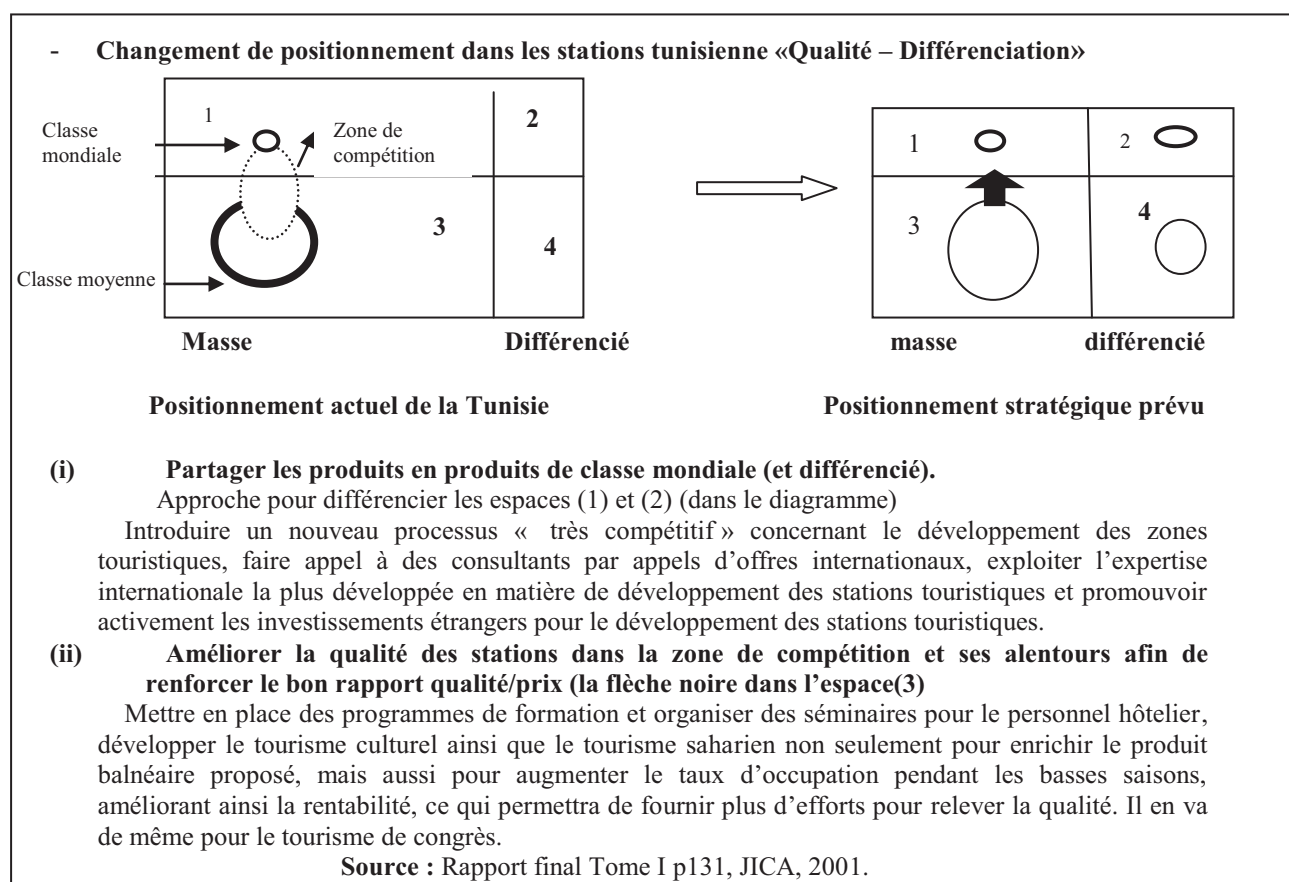 - Changement de positionnement dans les stations tunisienne «Qualité – Différenciation»
1
2
Classe
mondiale
Zone de
compétition
3
4
Classe moyenne
Masse
Différencié
1
2
3
4
masse
différencié
Positionnement actuel de la Tunisie
Positionnement stratégique prévu
(i) Partager les produits en produits de classe mondiale (et différencié).
Approche pour différencier les espaces (1) et (2) (dans le diagramme)
Introduire un nouveau processus « très compétitif » concernant le développement des zones
touristiques, faire appel à des consultants par appels d’offres internationaux, exploiter l’expertise
internationale la plus développée en matière de développement des stations touristiques et promouvoir
activement les investissements étrangers pour le développement des stations touristiques.
(ii) Améliorer la qualité des stations dans la zone de compétition et ses alentours afin de
renforcer le bon rapport qualité/prix (la flèche noire dans l’espace(3)
Mettre en place des programmes de formation et organiser des séminaires pour le personnel hôtelier,
développer le tourisme culturel ainsi que le tourisme saharien non seulement pour enrichir le produit
balnéaire proposé, mais aussi pour augmenter le taux d’occupation pendant les basses saisons,
améliorant ainsi la rentabilité, ce qui permettra de fournir plus d’efforts pour relever la qualité. Il en va
de même pour le tourisme de congrès.
Source : Rapport final Tome I p131, JICA, 2001.